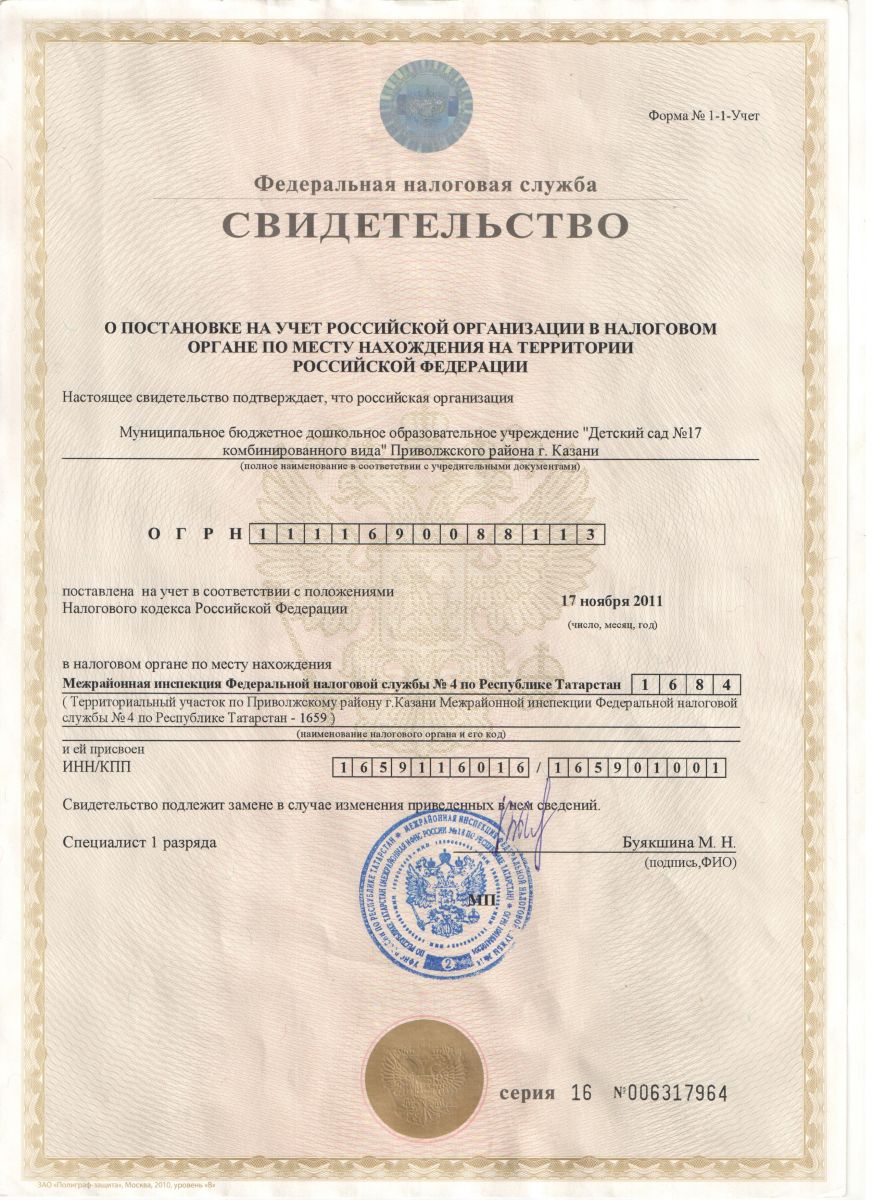 Форма № 1-1-Учет
Федеральная налоговая служба
СВИДЕТЕЛЬСТВО
О ПОСТАНОВКЕ НА УЧЕТ РОССИЙСКОЙ ОРГАНИЗАЦИИ В НАЛОГОВОМ
ОРГАНЕ ПО МЕСТУ НАХОЖДЕНИЯ НА ТЕРРИТОРИИ
РОССИЙСКОЙ ФЕДЕРАЦИИ
Настоящее свидетельство подтверждает, что российская организация
Муниципальное бюджетное дошкольное образовательное учреждение "Детский сад №17
комбинированного вида" Приволжского района г. Казани
(полное наименование в соответствии с учредительными документами)
О Г Р Н 1 1 1 1 6 9 0 0 8 8 1 1 3
поставлена на учет в соответствии с положениями
Налогового кодекса Российской Федерации
17 ноября 2011
(число, месяц, год)
в налоговом органе по месту нахождения
Межрайонная инспекция Федеральной налоговой службы № 4 по Республике Татарстан 1 6 8 4
( Территориальный участок по Приволжскому району г.Казани Межрайонной инспекции Федеральной налоговой
службы № 4 по Республике Татарстан - 1659 )
(наименование налогового органа и его код)
и ей присвоен
ИНН/КПП 1 6 5 9 1 1 6 0 1 6 / 1 6 5 9 0 1 0 0 1
Свидетельство подлежит замене в случае изменения приведенных в нем сведений.
Специалист 1 разряда Буякшина М. Н.
(подпись,ФИО)
МП
2
серия 16 №006317964
ЗАО «Полиграф-защита», Москва, 2010, уровень «В»